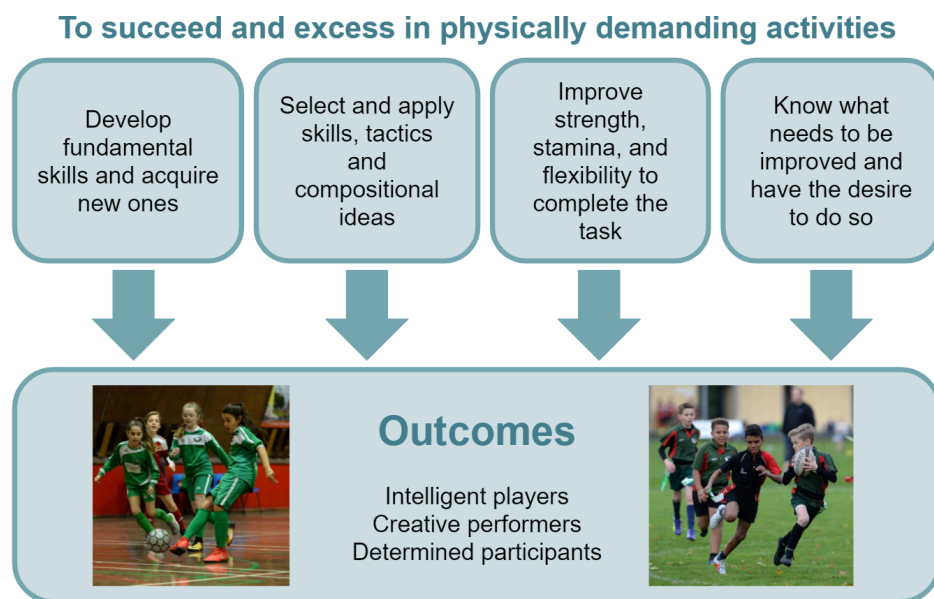 To succeed and excess in physically demanding activities
Develop
fundamental
skills and acquire
new ones
Select and apply
skills, tactics
and
compositional
ideas
Improve
strength,
stamina, and
flexibility to
complete the
task
Know what
needs to be
improved and
have the desire
to do so
Outcomes
Intelligent players
Creative performers
Determined participants